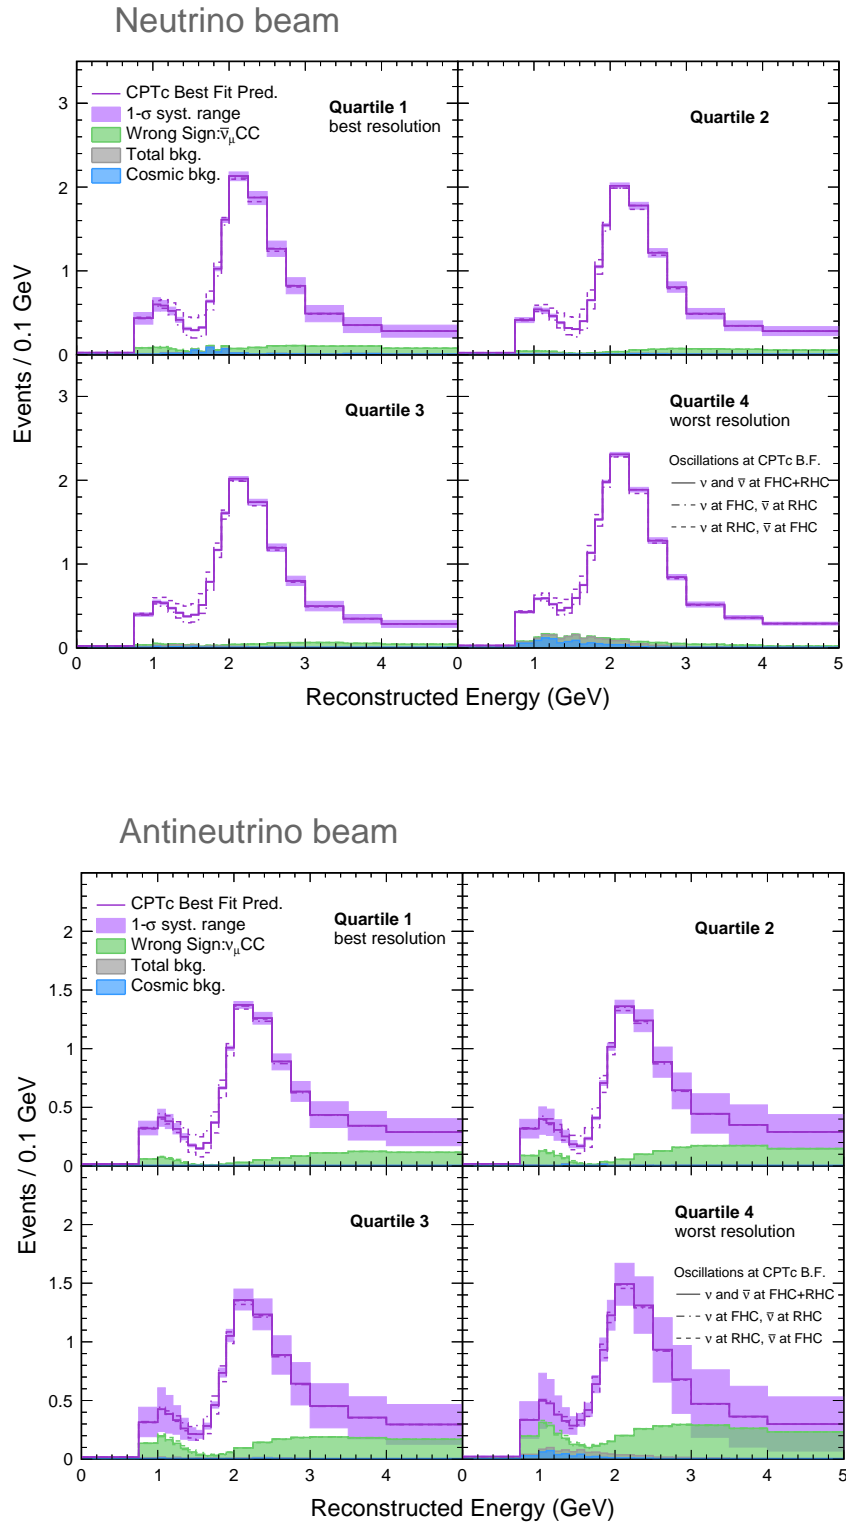 Neutrino beam
CPTc Best Fit Pred.
1-σ syst. range
Wrong Sign:ν̅μCC
Total bkg.
Cosmic bkg.
Quartile 1
best resolution
Quartile 2
3
2
1
0
Quartile 3
Quartile 4
worst resolution
Oscillations at CPTc B.F.
ν and ν̅ at FHC+RHC
ν at FHC, ν̅ at RHC
ν at RHC, ν̅ at FHC
3
2
1
0
0 1 2 3 4 0 1 2 3 4 5
Events / 0.1 GeV
Reconstructed Energy (GeV)
Antineutrino beam
CPTc Best Fit Pred.
1-σ syst. range
Wrong Sign:νμCC
Total bkg.
Cosmic bkg.
Quartile 1
best resolution
Quartile 2
2
1.5
1
0.5
0
Quartile 3
Quartile 4
worst resolution
Oscillations at CPTc B.F.
ν and ν̅ at FHC+RHC
ν at FHC, ν̅ at RHC
ν at RHC, ν̅ at FHC
2
1.5
1
0.5
0
0 1 2 3 4 0 1 2 3 4 5
Events / 0.1 GeV
Reconstructed Energy (GeV)